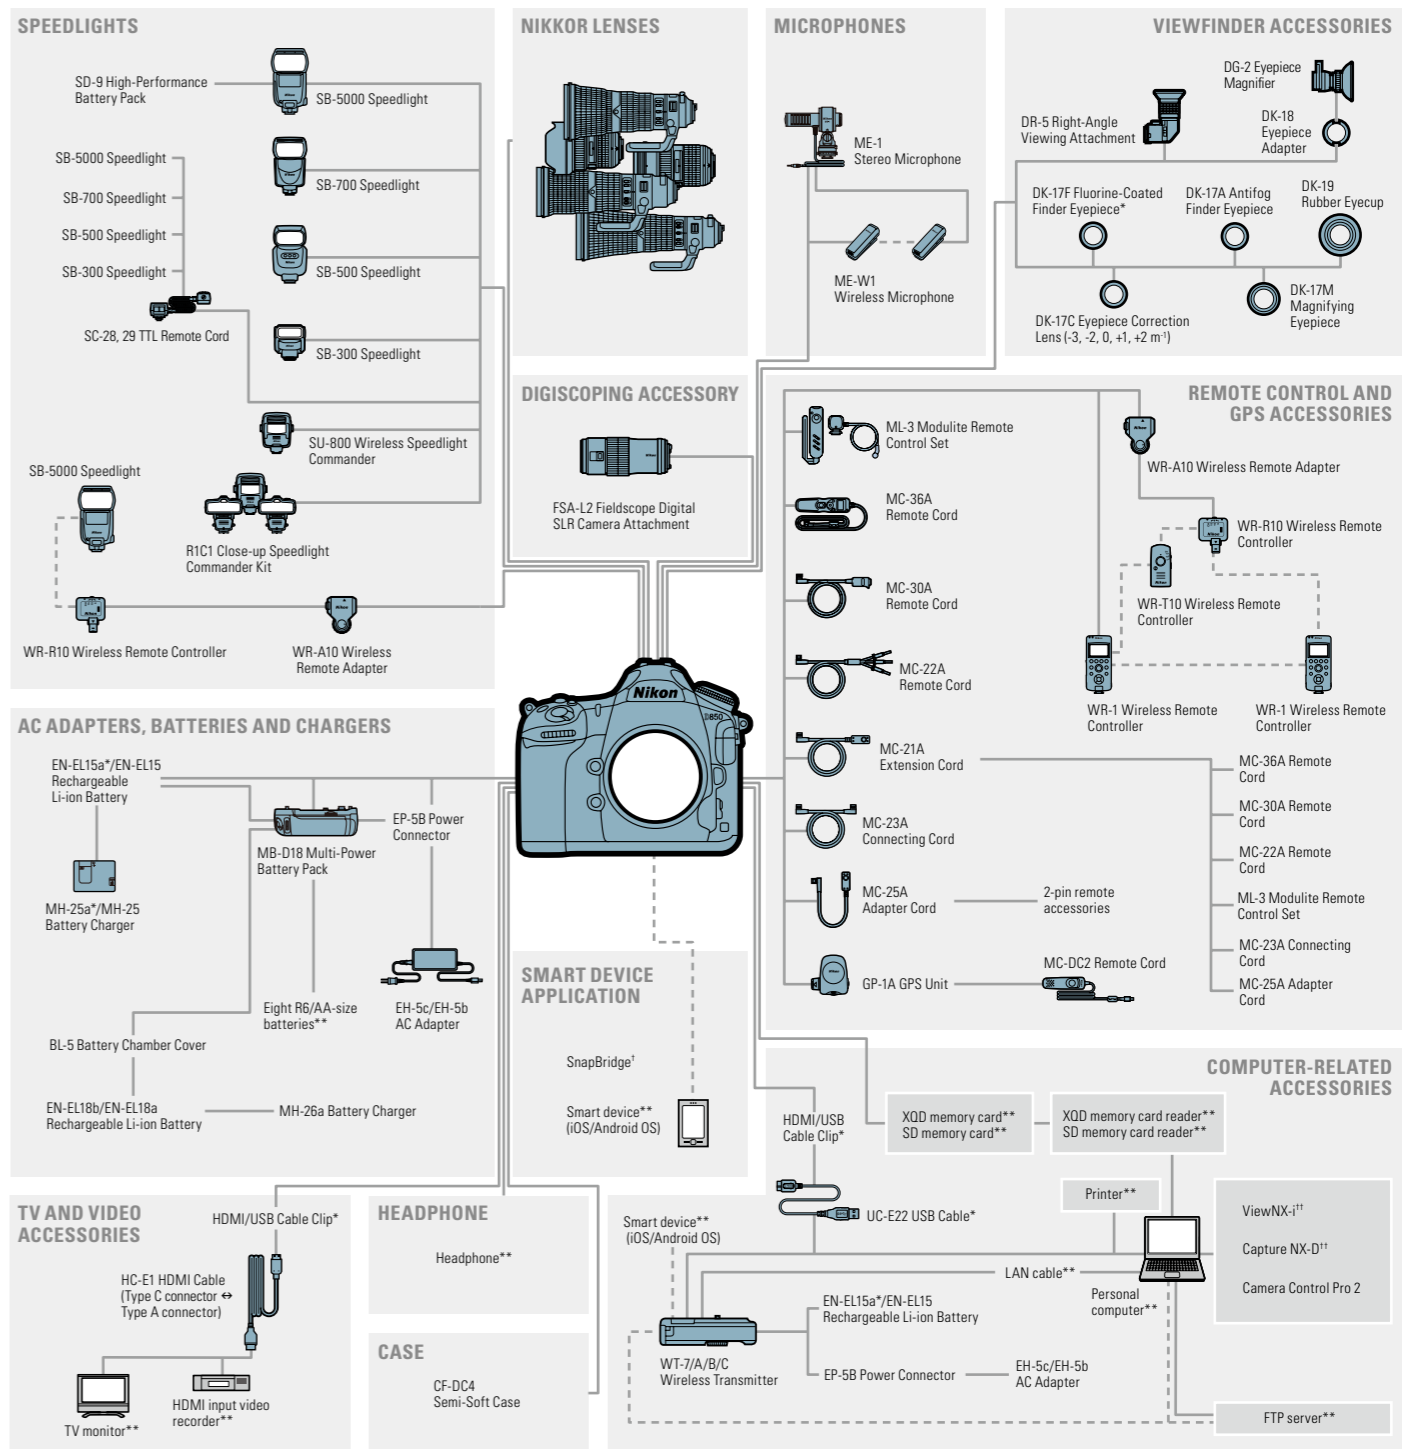 SPEEDLIGHTS
SD-9 High-Performance
Battery Pack
SB-5000 Speedlight
SB-5000 Speedlight
SB-700 Speedlight
SB-700 Speedlight
SB-500 Speedlight
SB-300 Speedlight
SB-500 Speedlight
SC-28, 29 TTL Remote Cord
SB-300 Speedlight
SU-800 Wireless Speedlight
Commander
SB-5000 Speedlight
R1C1 Close-up Speedlight
Commander Kit
WR-R10 Wireless Remote Controller
WR-A10 Wireless
Remote Adapter
NIKKOR LENSES
DIGISCOPING ACCESSORY
FSA-L2 Fieldscope Digital
SLR Camera Attachment
MICROPHONES
ME-1
Stereo Microphone
ME-W1
Wireless Microphone
VIEWFINDER ACCESSORIES
DG-2 Eyepiece
Magnifier
DR-5 Right-Angle
Viewing Attachment
DK-18
Eyepiece
Adapter
DK-17F Fluorine-Coated
Finder Eyepiece*
DK-17A Antifog
Finder Eyepiece
DK-19
Rubber Eyecup
DK-17C Eyepiece Correction
Lens (-3, -2, 0, +1, +2 m⁻¹)
DK-17M
Magnifying
Eyepiece
REMOTE CONTROL AND
GPS ACCESSORIES
ML-3 Modulite Remote
Control Set
MC-36A
Remote Cord
MC-30A
Remote Cord
MC-22A
Remote Cord
MC-21A
Extension Cord
MC-23A
Connecting Cord
MC-25A
Adapter Cord
2-pin remote
accessories
GP-1A GPS Unit
MC-DC2 Remote Cord
WR-A10 Wireless Remote Adapter
WR-R10 Wireless Remote
Controller
WR-T10 Wireless Remote
Controller
WR-1 Wireless Remote
Controller
WR-1 Wireless Remote
Controller
MC-36A Remote
Cord
MC-30A Remote
Cord
MC-22A Remote
Cord
ML-3 Modulite Remote
Control Set
MC-23A Connecting
Cord
MC-25A Adapter
Cord
Nikon
D850
AC ADAPTERS, BATTERIES AND CHARGERS
EN-EL15a*/EN-EL15
Rechargeable
Li-ion Battery
EP-5B Power
Connector
MB-D18 Multi-Power
Battery Pack
MH-25a*/MH-25
Battery Charger
Eight R6/AA-size
batteries**
EH-5c/EH-5b
AC Adapter
BL-5 Battery Chamber Cover
EN-EL18b/EN-EL18a
Rechargeable Li-ion Battery
MH-26a Battery Charger
SMART DEVICE
APPLICATION
SnapBridge†
Smart device**
(iOS/Android OS)
TV AND VIDEO
ACCESSORIES
HDMI/USB Cable Clip*
HC-E1 HDMI Cable
(Type C connector ↔
Type A connector)
TV monitor**
HDMI input video
recorder**
HEADPHONE
Headphone**
CASE
CF-DC4
Semi-Soft Case
COMPUTER-RELATED
ACCESSORIES
HDMI/USB
Cable Clip*
XQD memory card**
SD memory card**
XQD memory card reader**
SD memory card reader**
Printer**
UC-E22 USB Cable*
Smart device**
(iOS/Android OS)
LAN cable**
Personal
computer**
ViewNX-i††
Capture NX-D††
Camera Control Pro 2
EN-EL15a*/EN-EL15
Rechargeable Li-ion Battery
WT-7/A/B/C
Wireless Transmitter
EP-5B Power Connector
EH-5c/EH-5b
AC Adapter
FTP server**